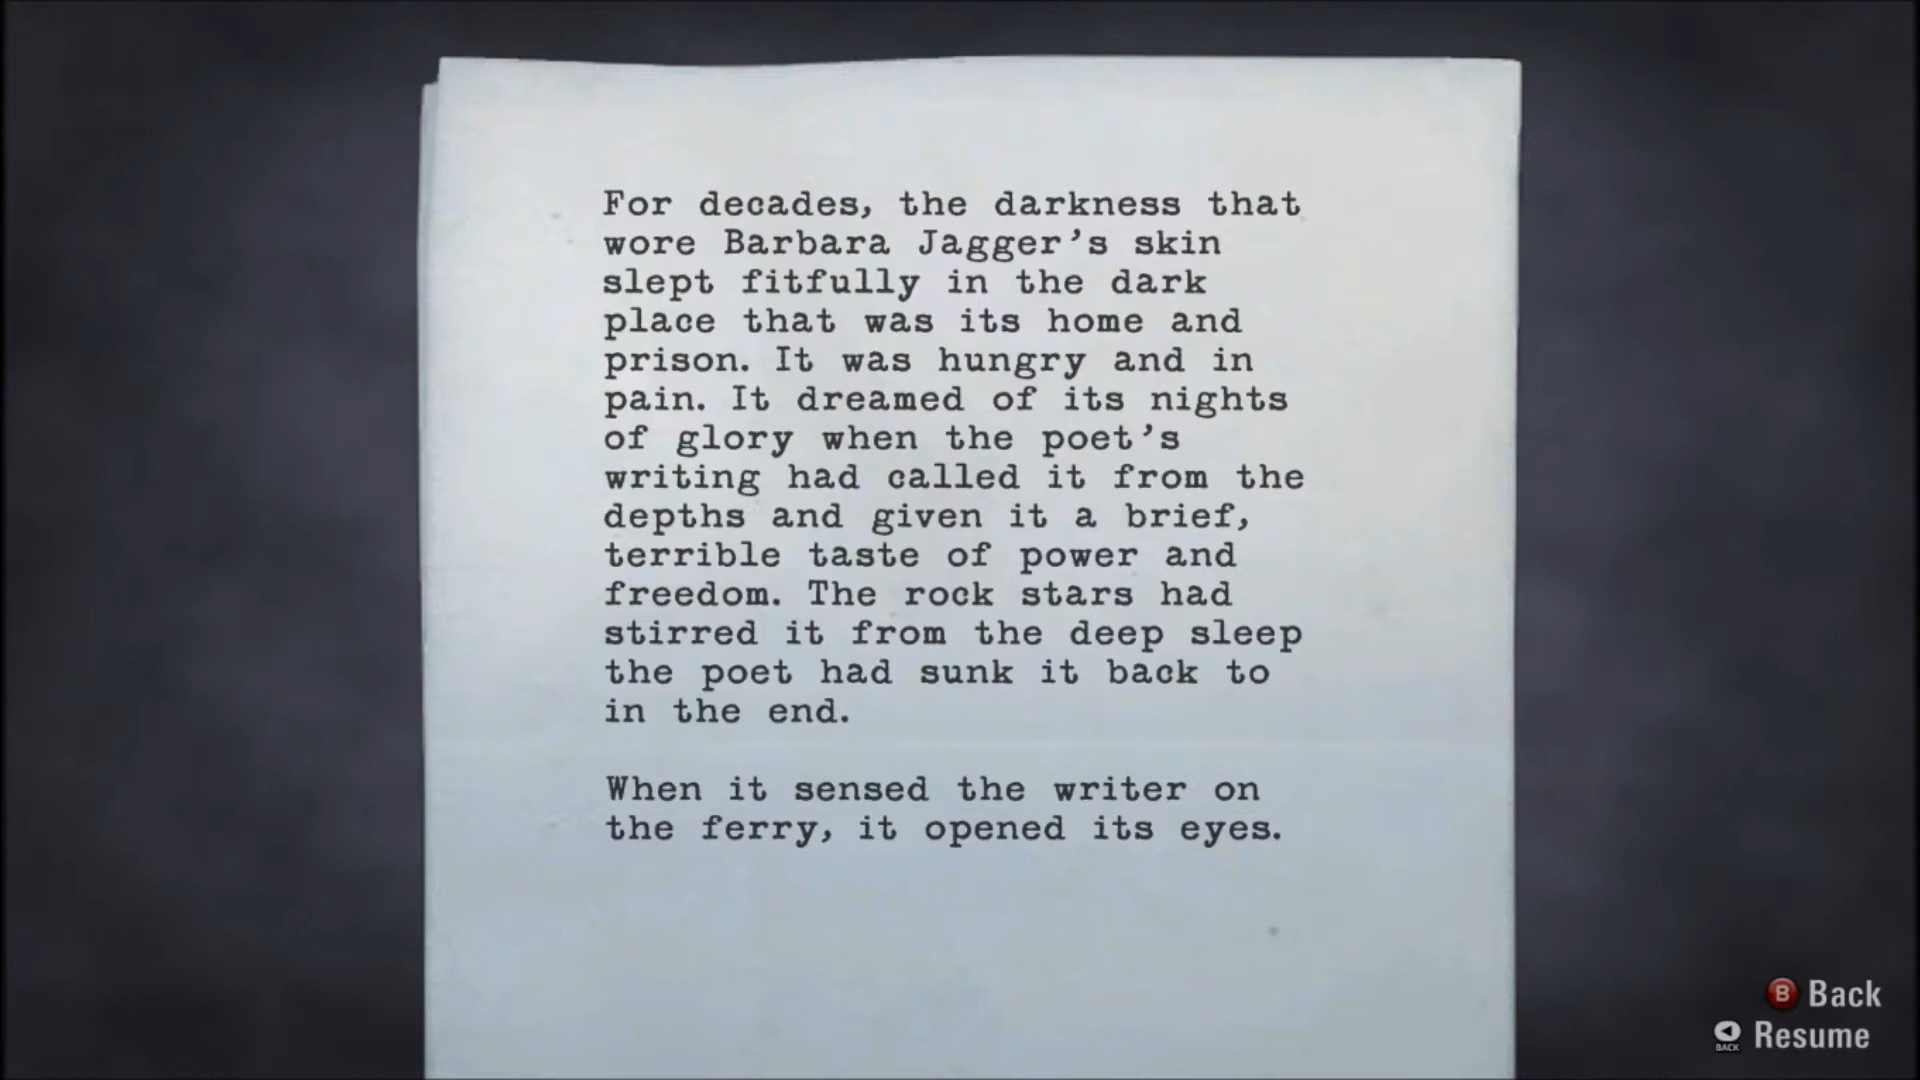 For decades, the darkness that
wore Barbara Jagger’s skin
slept fitfully in the dark
place that was its home and
prison. It was hungry and in
pain. It dreamed of its nights
of glory when the poet’s
writing had called it from the
depths and given it a brief,
terrible taste of power and
freedom. The rock stars had
stirred it from the deep sleep
the poet had sunk it back to
in the end.
When it sensed the writer on
the ferry, it opened its eyes.
B Back
BACK Resume